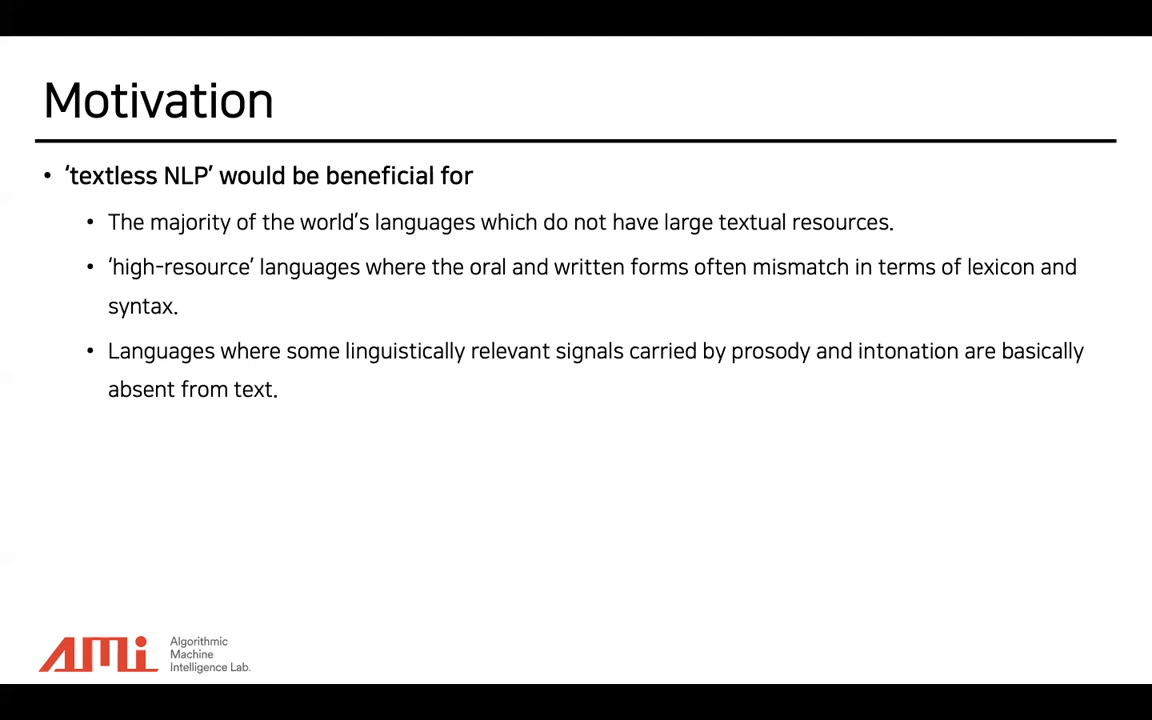 Motivation
• ‘textless NLP’ would be beneficial for
• The majority of the world’s languages which do not have large textual resources.
• ‘high-resource’ languages where the oral and written forms often mismatch in terms of lexicon and
syntax.
• Languages where some linguistically relevant signals carried by prosody and intonation are basically
absent from text.
AMi
Algorithmic
Machine
Intelligence Lab.